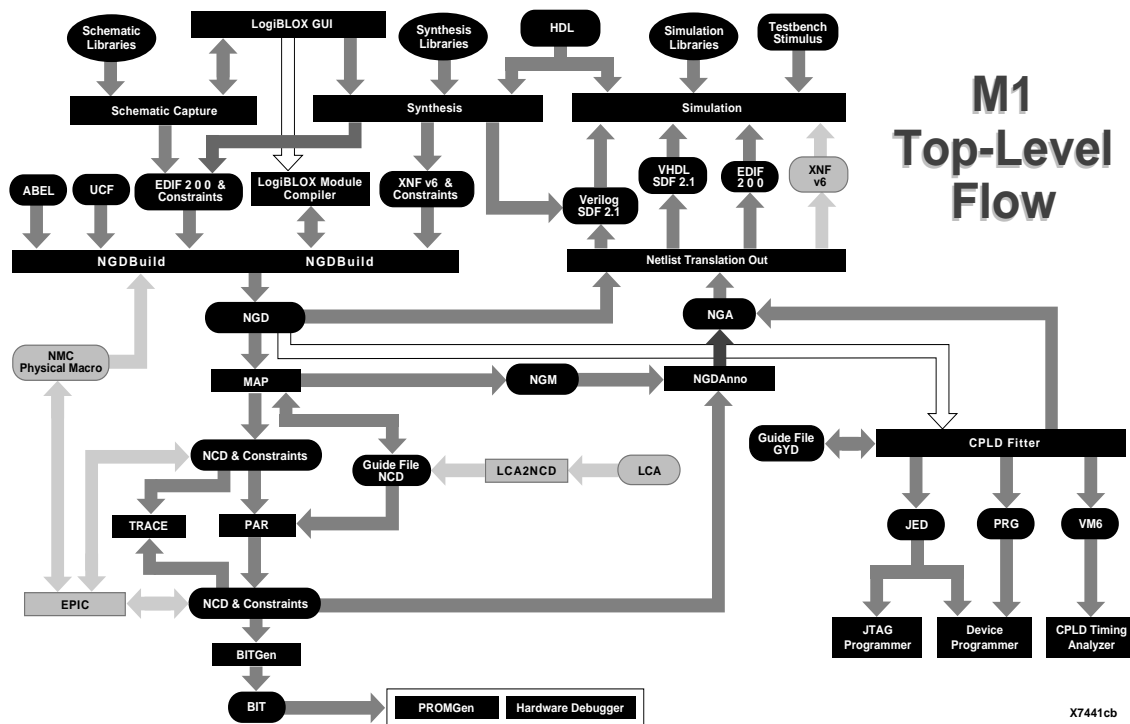 Schematic
Libraries
LogiBLOX GUI
Synthesis
Libraries
HDL
Simulation
Libraries
Testbench
Stimulus
M1
Top-Level
Flow
Schematic Capture
Synthesis
Simulation
ABEL
UCF
EDIF 2 0 0 &
Constraints
LogiBLOX Module
Compiler
XNF v6 &
Constraints
Verilog
SDF 2.1
VHDL
SDF 2.1
EDIF
2 0 0
XNF
v6
NGDBuild
NGDBuild
Netlist Translation Out
NGD
NGA
NMC
Physical Macro
MAP
NGM
NGDAnno
NCD & Constraints
Guide File
NCD
LCA2NCD
LCA
Guide File
GYD
CPLD Fitter
TRACE
PAR
JED
PRG
VM6
EPIC
NCD & Constraints
BITGen
JTAG
Programmer
Device
Programmer
CPLD Timing
Analyzer
BIT
PROMGen
Hardware Debugger
X7441cb